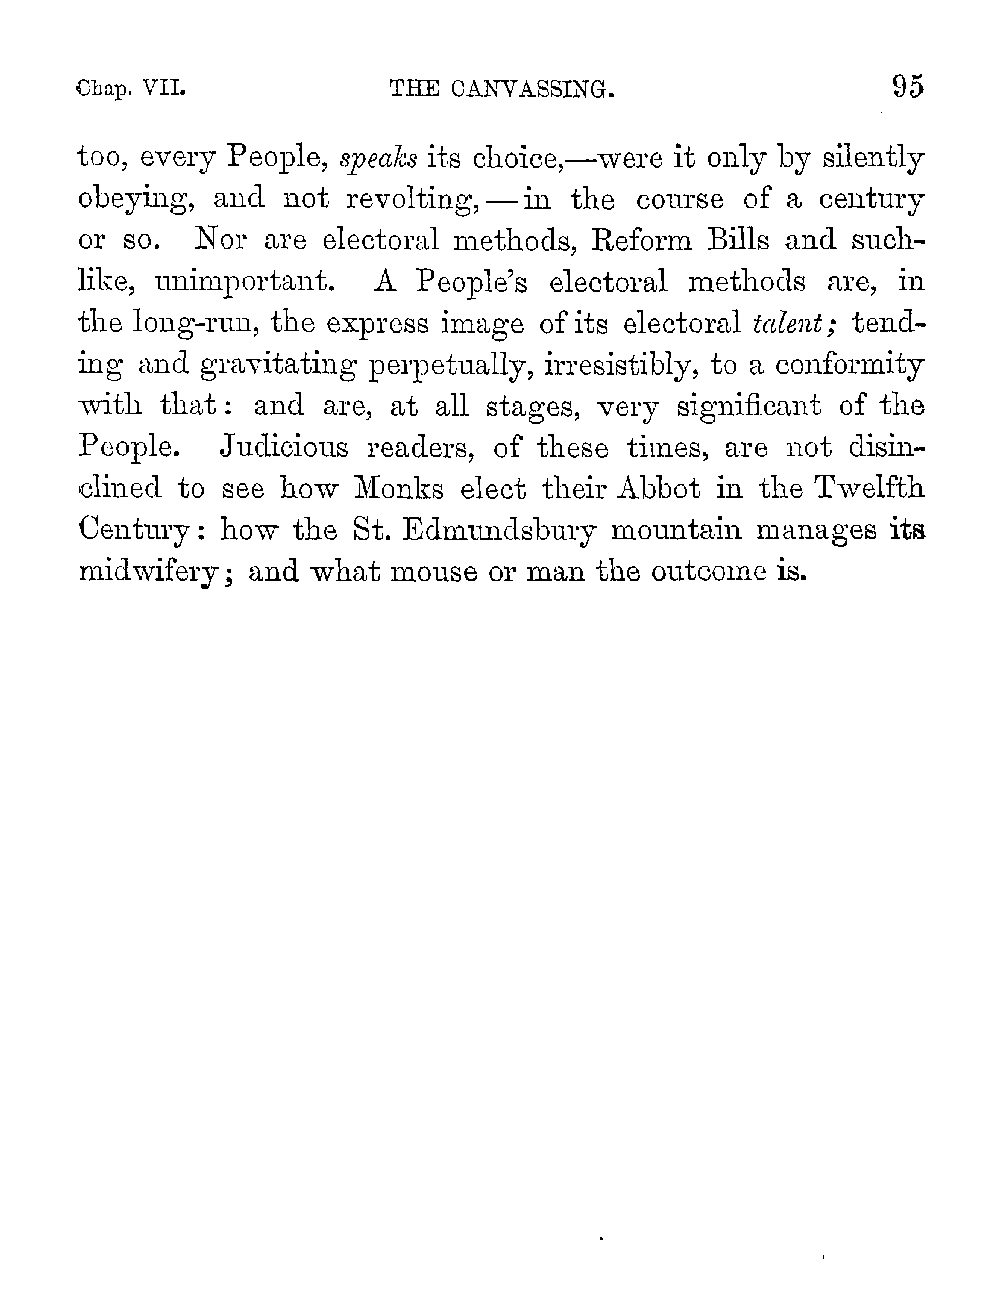 Chap. VII. THE CANVASSING. 95
too, every People, speaks its choice,—were it only by silently
obeying, and not revolting,—in the course of a century
or so. Nor are electoral methods, Reform Bills and such-
like, unimportant. A People's electoral methods are, in
the long-run, the express image of its electoral talent; tend-
ing and gravitating perpetually, irresistibly, to a conformity
with that: and are, at all stages, very significant of the
People. Judicious readers, of these times, are not disin-
clined to see how Monks elect their Abbot in the Twelfth
Century: how the St. Edmundsbury mountain manages its
midwifery; and what mouse or man the outcome is.